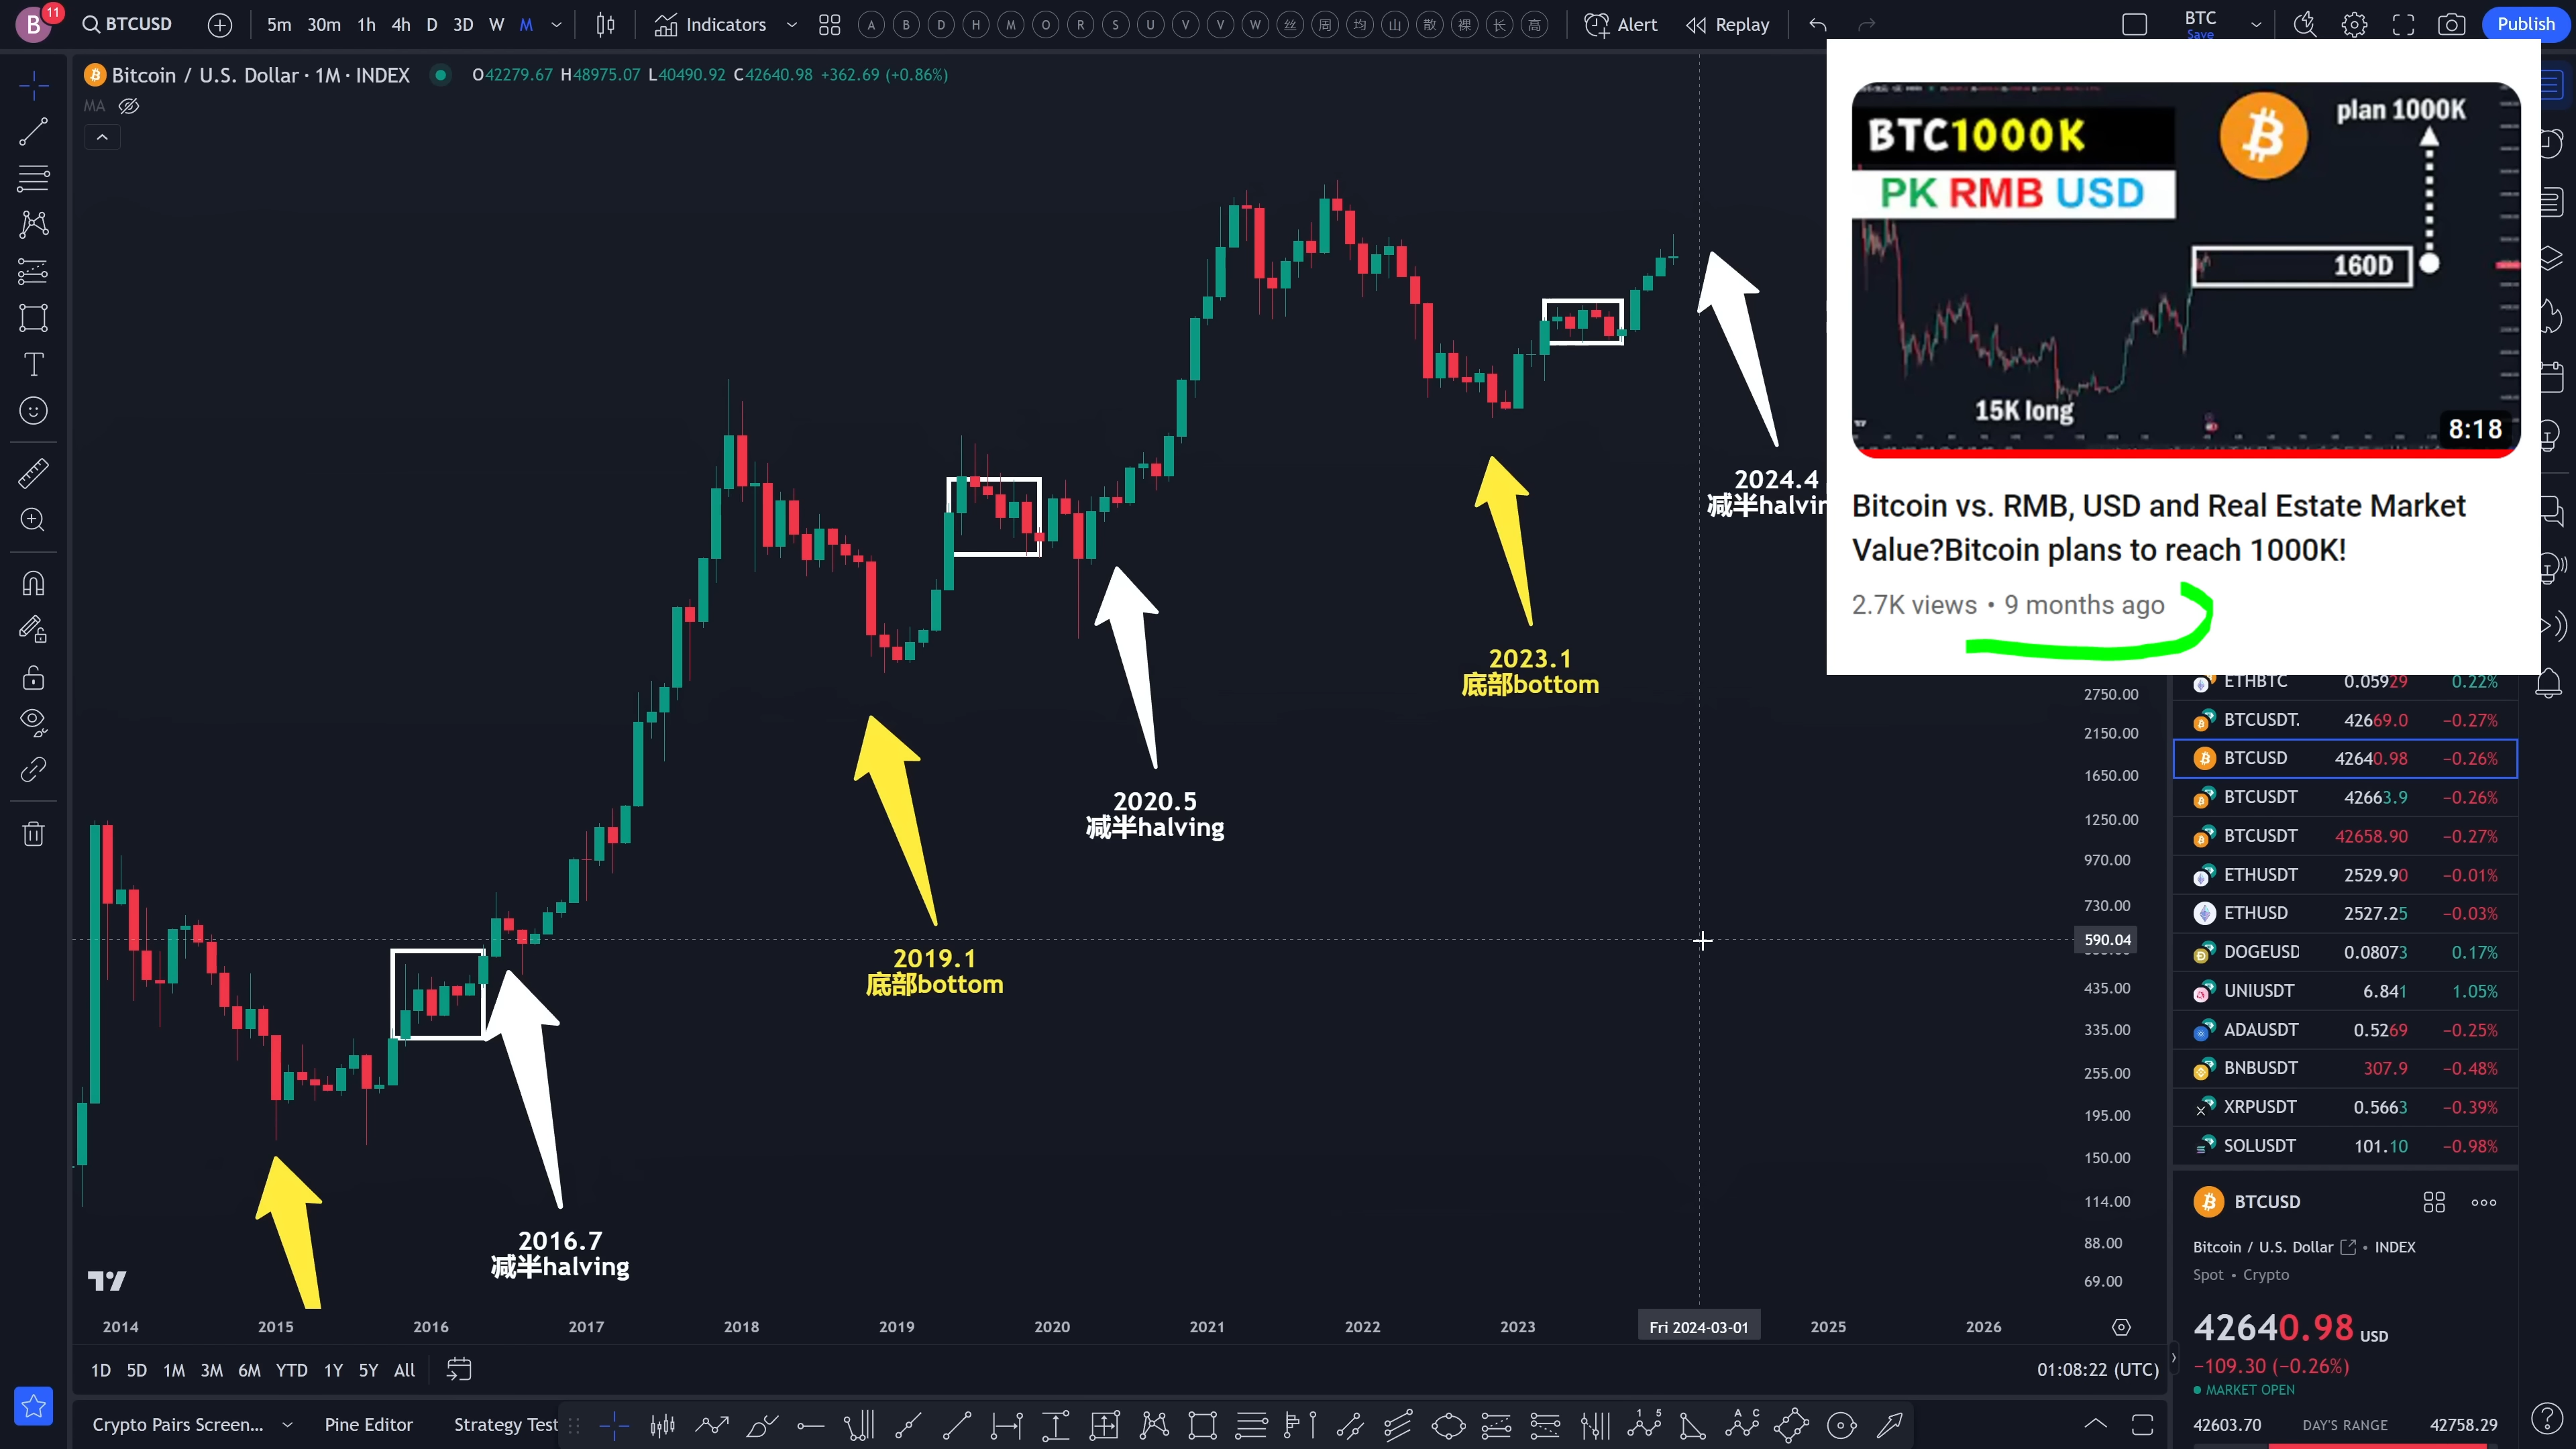 B 11 BTCUSD 5m 30m 1h 4h D 3D W M Indicators A B D H M O R S U V V W 丝 周 均 山 散 裸 长 高 Alert Replay BTC Save Publish
Bitcoin / U.S. Dollar · 1M · INDEX O42279.67 H48975.07 L40490.92 C42640.98 +362.69 (+0.86%)
MA
BTC1000K
PK RMB USD
plan 1000K
160D
15K long
8:18
Bitcoin vs. RMB, USD and Real Estate Market
Value?Bitcoin plans to reach 1000K!
2.7K views • 9 months ago
2024.4
减半halvin
2023.1
底部bottom
2020.5
减半halving
2019.1
底部bottom
2016.7
减半halving
2750.00
2150.00
1650.00
1250.00
970.00
730.00
590.04
435.00
335.00
255.00
195.00
150.00
114.00
88.00
69.00
2014 2015 2016 2017 2018 2019 2020 2021 2022 2023 Fri 2024-03-01 2025 2026
ETHBTC 0.05929 0.22%
BTCUSDT. 42669.0 −0.27%
BTCUSD 42640.98 −0.26%
BTCUSDT 42663.9 −0.26%
BTCUSDT 42658.90 −0.27%
ETHUSDT 2529.90 −0.01%
ETHUSD 2527.25 −0.03%
DOGEUSD 0.08073 0.17%
UNIUSDT 6.841 1.05%
ADAUSDT 0.5269 −0.25%
BNBUSDT 307.9 −0.48%
XRPUSDT 0.5663 −0.39%
SOLUSDT 101.10 −0.98%
BTCUSD
Bitcoin / U.S. Dollar • INDEX
Spot • Crypto
42640.98 USD
−109.30 (−0.26%)
MARKET OPEN
42603.70 DAY'S RANGE 42758.29
1D 5D 1M 3M 6M YTD 1Y 5Y All 01:08:22 (UTC)
Crypto Pairs Screen... Pine Editor Strategy Test